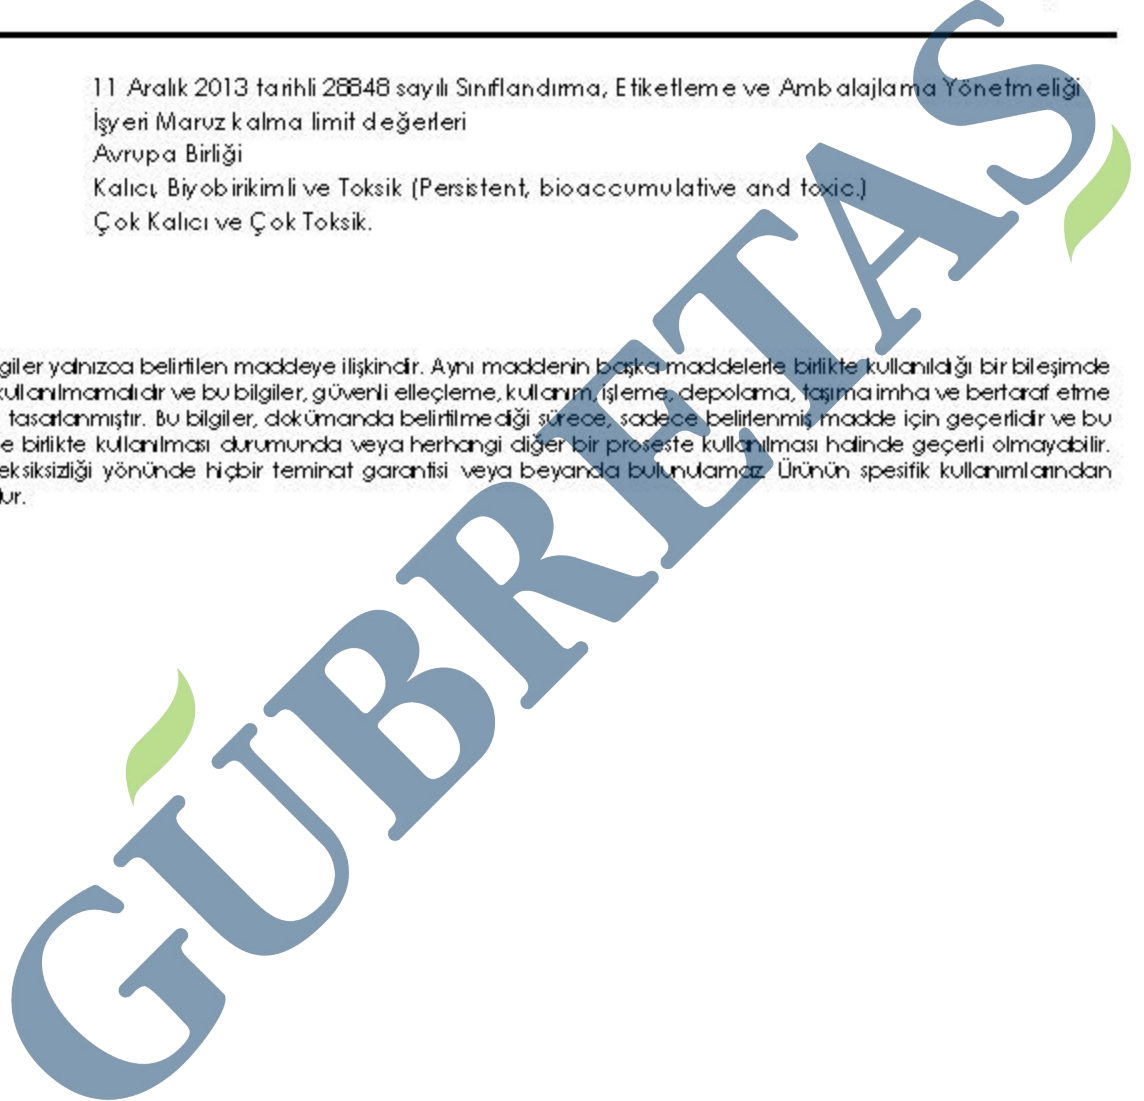 11 Aralık 2013 tarihli 28848 sayılı Sınıflandırma, Etiketleme ve Ambalajlama Yönetmeliği
İşyeri Maruz kalma limit değerleri
Avrupa Birliği
Kalıcı, Biyobirikimli ve Toksik (Persistent, bioaccumulative and toxic.)
Çok Kalıcı ve Çok Toksik.
giler yalnızca belirtilen maddeye ilişkindir. Aynı maddenin başka maddelerle birlikte kullanıldığı bir bileşimde
kullanılmamalıdır ve bu bilgiler, güvenli elleçleme, kullanım, işleme, depolama, taşıma imha ve bertaraf etme
tasarlanmıştır. Bu bilgiler, dokümanda belirtilmediği sürece, sadece belirlenmiş madde için geçerlidir ve bu
e birlikte kullanılması durumunda veya herhangi diğer bir proseste kullanılması halinde geçerli olmayabilir.
eksiksizliği yönünde hiçbir teminat garantisi veya beyanda bulunulamaz. Ürünün spesifik kullanımlarından
ur.
GUBRETAS